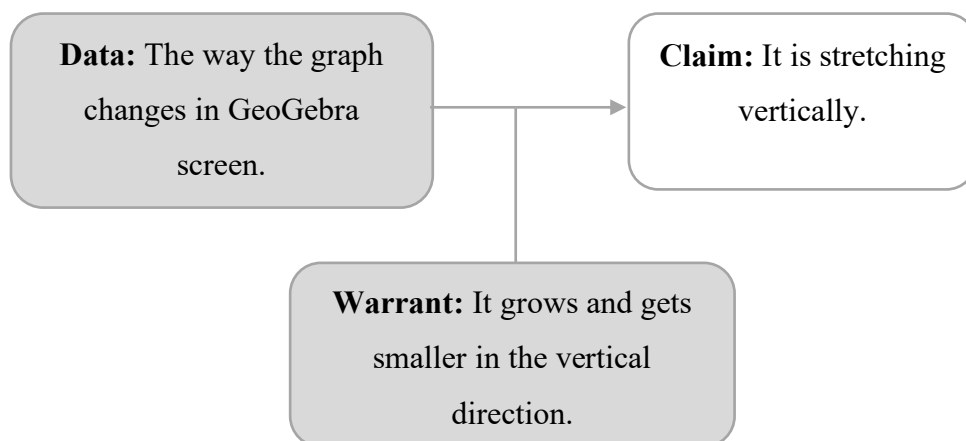 Data: The way the graph
changes in GeoGebra
screen.
Claim: It is stretching
vertically.
Warrant: It grows and gets
smaller in the vertical
direction.